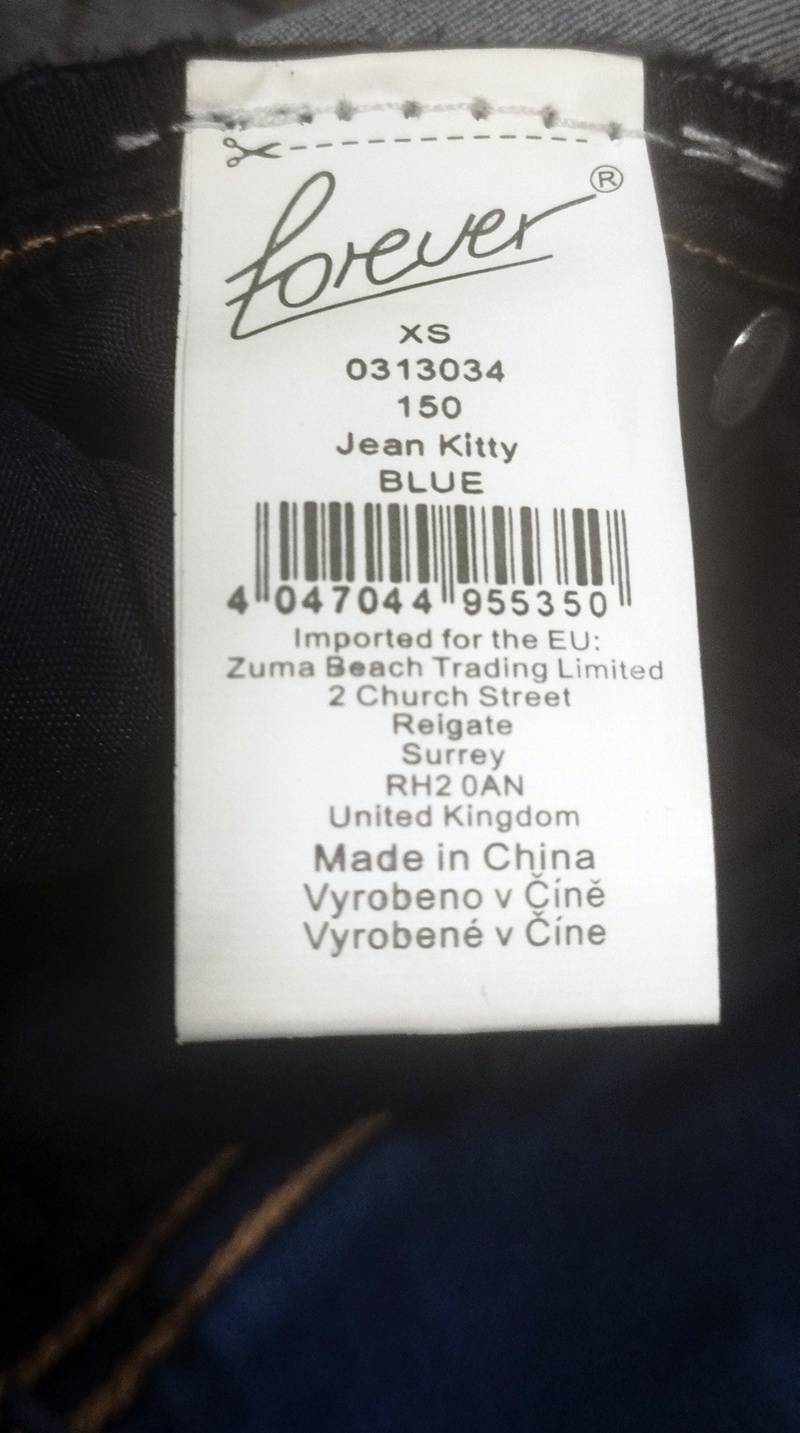 forever®
XS
0313034
150
Jean Kitty
BLUE
4 047044 955350
Imported for the EU:
Zuma Beach Trading Limited
2 Church Street
Reigate
Surrey
RH2 0AN
United Kingdom
Made in China
Vyrobeno v Číně
Vyrobené v Číne